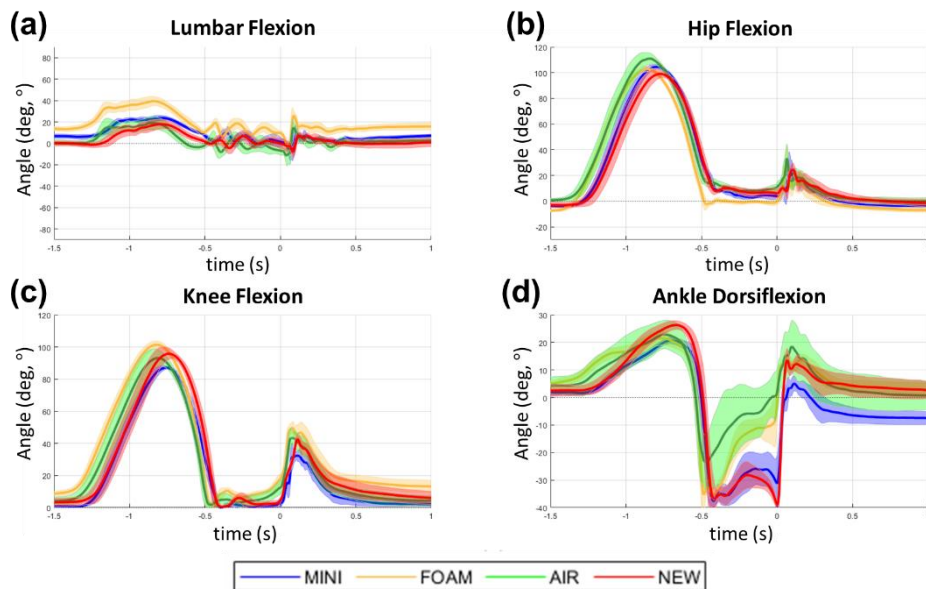 (a) Lumbar Flexion
Angle (deg, °)
80
60
40
20
0
-20
-40
-60
-80
-1.5 -1 -0.5 0 0.5 1
time (s)
(b) Hip Flexion
Angle (deg, °)
120
100
80
60
40
20
0
-20
-1.5 -1 -0.5 0 0.5
time (s)
(c) Knee Flexion
Angle (deg, °)
120
100
80
60
40
20
0
-1.5 -1 -0.5 0 0.5 1
time (s)
(d) Ankle Dorsiflexion
Angle (deg, °)
30
20
10
0
-10
-20
-30
-40
-1.5 -1 -0.5 0 0.5
time (s)
MINI FOAM AIR NEW